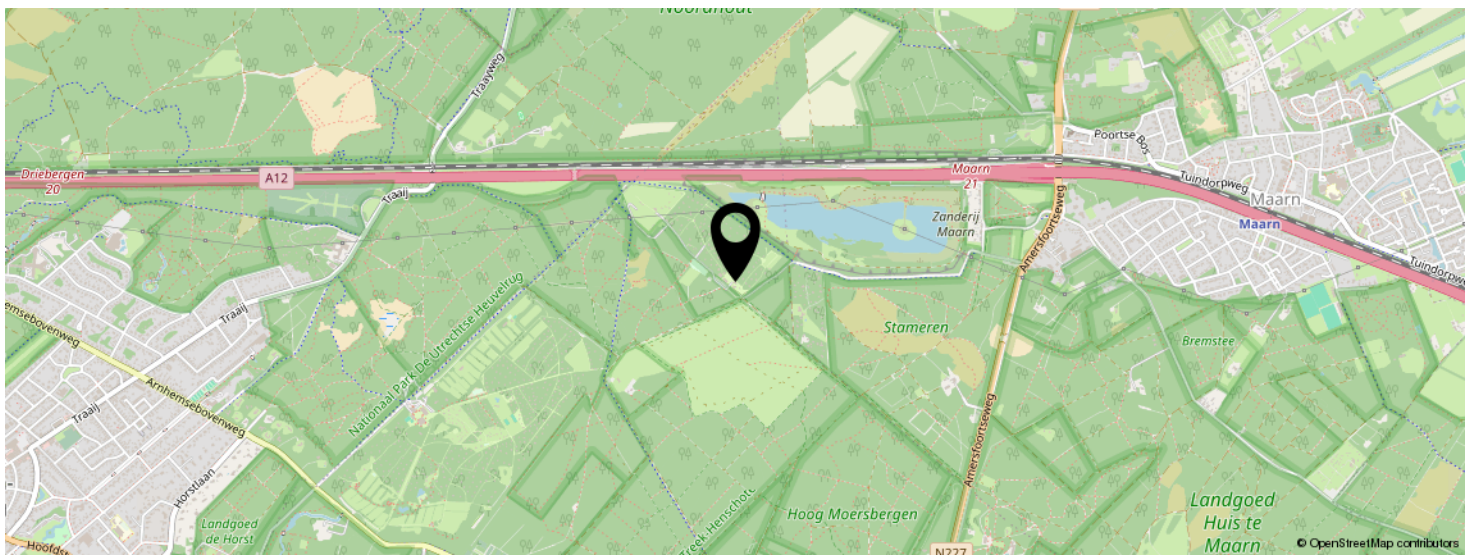 Noordhout
Traayweg
Driebergen
20
A12
Traaij
Poortse Bos
Maarn
21
Tuindorpweg
Maarn
Maarn
Zanderij
Maarn
Amersfoortseweg
Tuindorpweg
Traaij
Nationaal Park De Utrechtse Heuvelrug
Stameren
Bremstee
Arnhemsebovenweg
Traaij
Horstlaan
Amersfoortseweg
Landgoed
de Horst
Treek-Henschot
Hoog Moersbergen
Landgoed
Huis te
Maarn
N227
© OpenStreetMap contributors